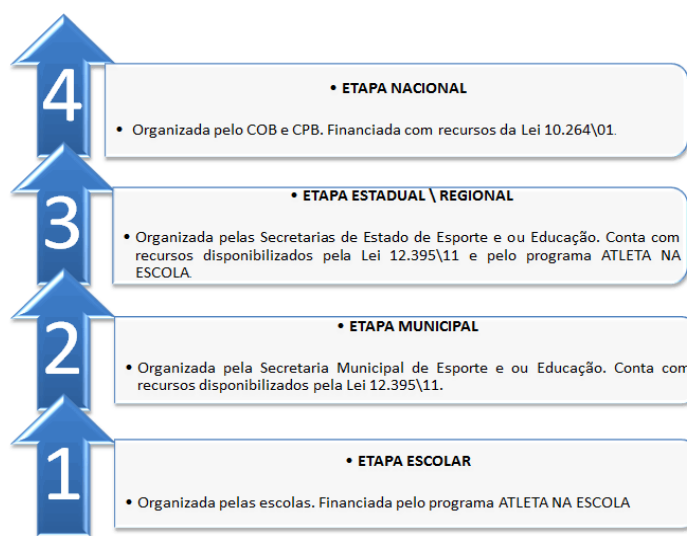 4
• ETAPA NACIONAL
• Organizada pelo COB e CPB. Financiada com recursos da Lei 10.264\01.
3
• ETAPA ESTADUAL \ REGIONAL
• Organizada pelas Secretarias de Estado de Esporte e ou Educação. Conta com
recursos disponibilizados pela Lei 12.395\11 e pelo programa ATLETA NA
ESCOLA.
2
• ETAPA MUNICIPAL
• Organizada pela Secretaria Municipal de Esporte e ou Educação. Conta com
recursos disponibilizados pela Lei 12.395\11.
1
• ETAPA ESCOLAR
• Organizada pelas escolas. Financiada pelo programa ATLETA NA ESCOLA